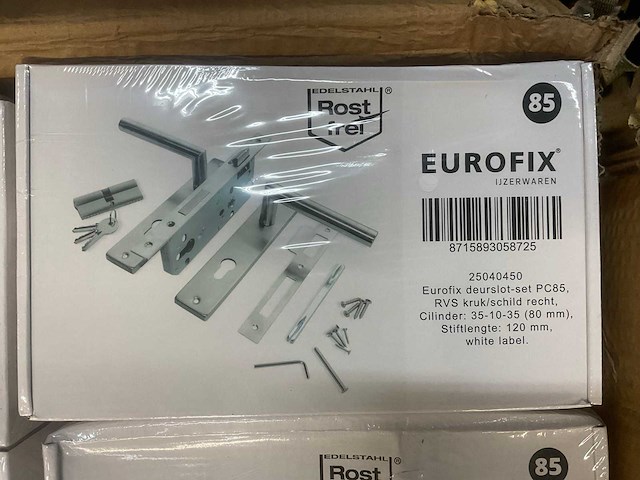 EDELSTAHL ®
Rost
frei
85
EUROFIX®
IJZERWAREN
8715893058725
25040450
Eurofix deurslot-set PC85,
RVS kruk/schild recht,
Cilinder: 35-10-35 (80 mm),
Stiftlengte: 120 mm,
white label.
EDELSTAHL ®
Rost
85